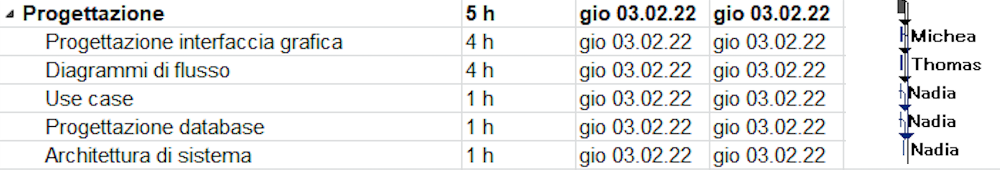 Progettazione 5 h gio 03.02.22 gio 03.02.22
Progettazione interfaccia grafica 4 h gio 03.02.22 gio 03.02.22 Michea
Diagrammi di flusso 4 h gio 03.02.22 gio 03.02.22 Thomas
Use case 1 h gio 03.02.22 gio 03.02.22 Nadia
Progettazione database 1 h gio 03.02.22 gio 03.02.22 Nadia
Architettura di sistema 1 h gio 03.02.22 gio 03.02.22 Nadia